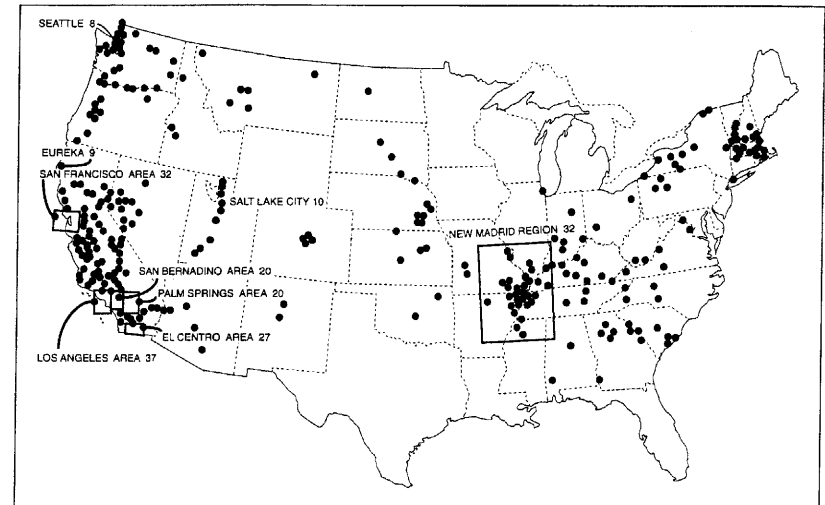 SEATTLE 8
EUREKA 9
SAN FRANCISCO AREA 32
SALT LAKE CITY 10
NEW MADRID REGION 32
SAN BERNADINO AREA 20
PALM SPRINGS AREA 20
EL CENTRO AREA 27
LOS ANGELES AREA 37